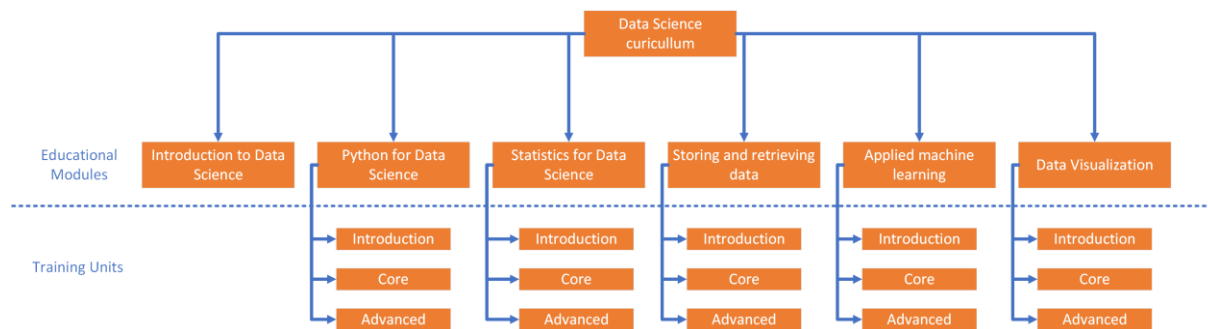 Data Science
curicullum
Educational
Modules
Introduction to Data
Science
Python for Data
Science
Statistics for Data
Science
Storing and retrieving
data
Applied machine
learning
Data Visualization
Training Units
Introduction
Core
Advanced
Introduction
Core
Advanced
Introduction
Core
Advanced
Introduction
Core
Advanced
Introduction
Core
Advanced